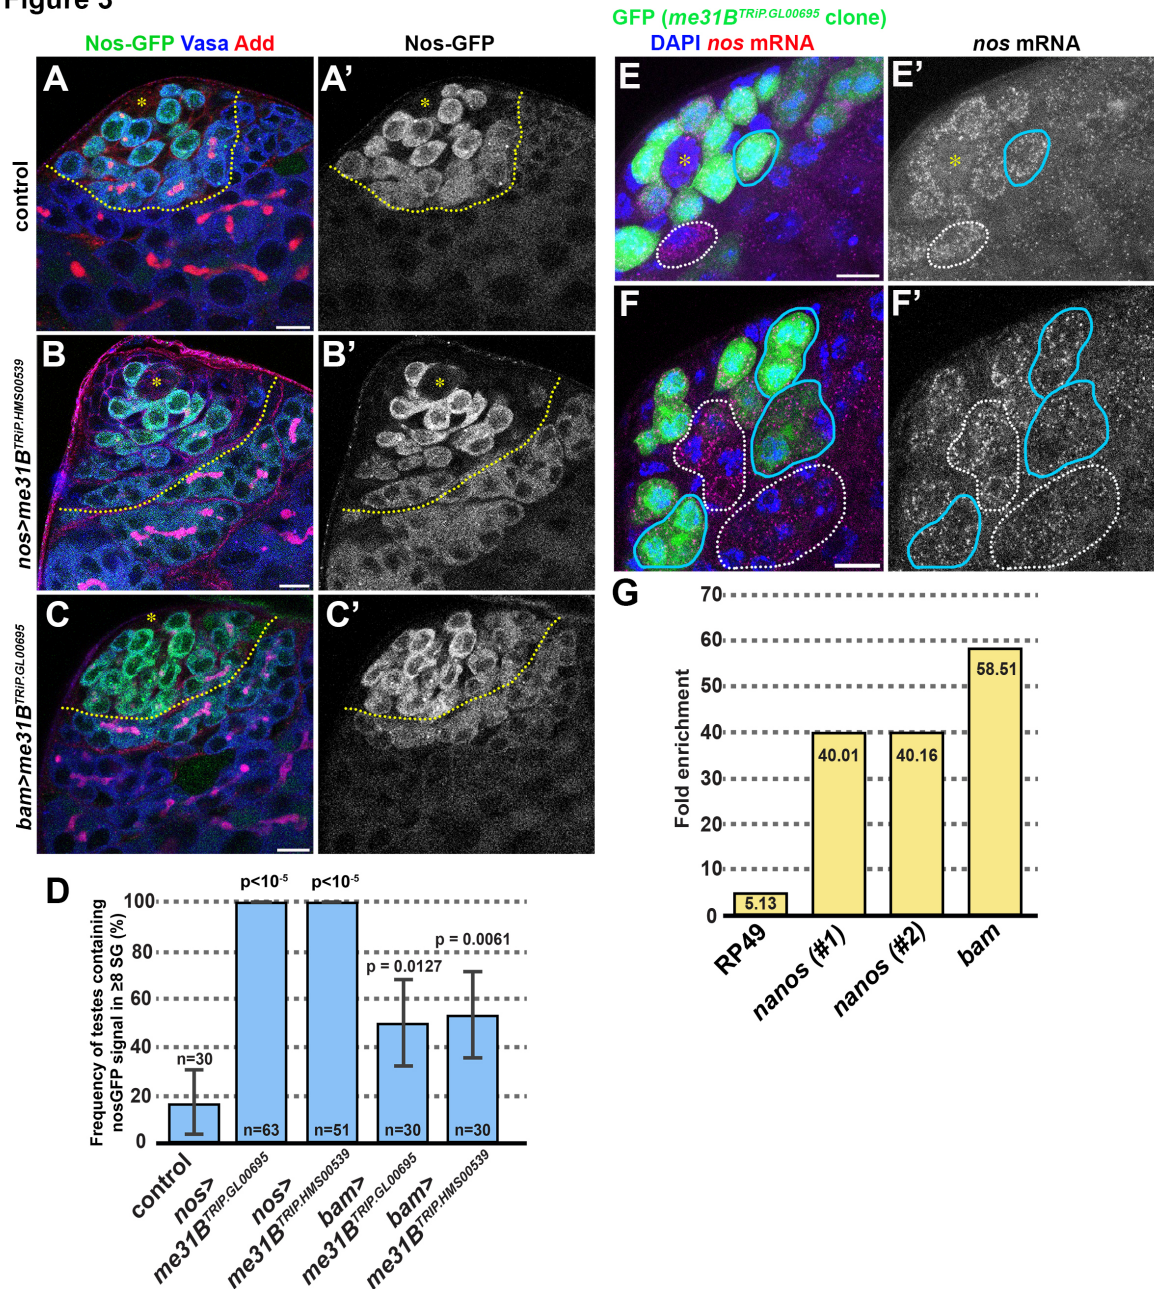 Figure 3
Nos-GFP Vasa Add
Nos-GFP
control
A
A'
nos>me31B^TRiP.HMS00539
B
B'
bam>me31B^TRiP.GL00695
C
C'
GFP (me31B^TRiP.GL00695 clone)
DAPI nos mRNA
nos mRNA
E
E'
F
F'
D
Frequency of testes containing
nosGFP signal in ≥8 SG (%)
100
80
60
40
20
0
p<10^-5
p<10^-5
p = 0.0127
p = 0.0061
n=30
n=63
n=51
n=30
n=30
control
nos>
me31B^TRIP.GL00695
nos>
me31B^TRIP.HMS00539
bam>
me31B^TRIP.GL00695
bam>
me31B^TRIP.HMS00539
G
Fold enrichment
70
60
50
40
30
20
10
0
5.13
40.01
40.16
58.51
RP49
nanos (#1)
nanos (#2)
bam